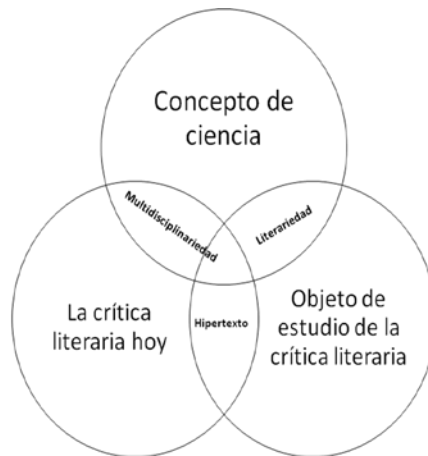 Concepto de
ciencia
Multidisciplinariedad
Literariedad
La crítica
literaria hoy
Hipertexto
Objeto de
estudio de la
crítica literaria